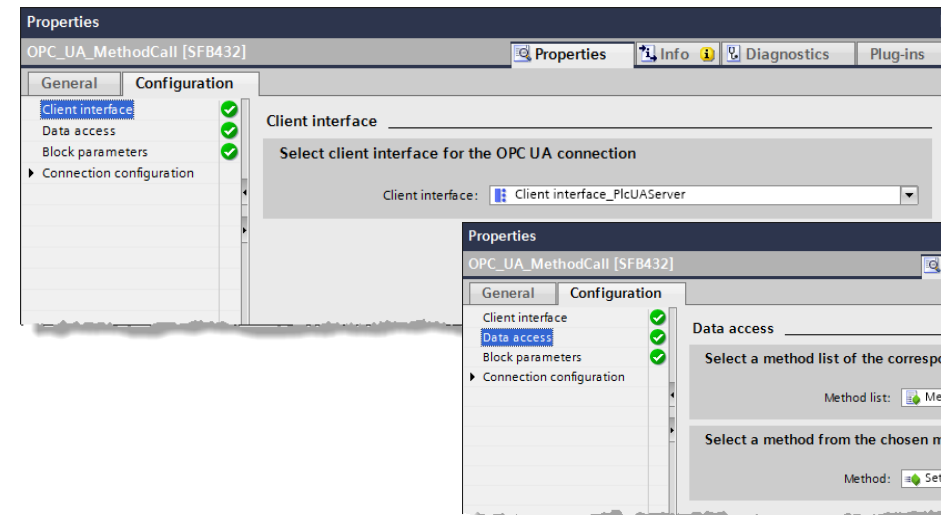 Properties
OPC_UA_MethodCall [SFB432]
Properties Info Diagnostics Plug-ins
General Configuration
Client interface
Data access
Block parameters
Connection configuration
Client interface
Select client interface for the OPC UA connection
Client interface: Client interface_PlcUAServer
Properties
OPC_UA_MethodCall [SFB432]
General Configuration
Client interface
Data access
Block parameters
Connection configuration
Data access
Select a method list of the correspo
Method list: Me
Select a method from the chosen m
Method: Set